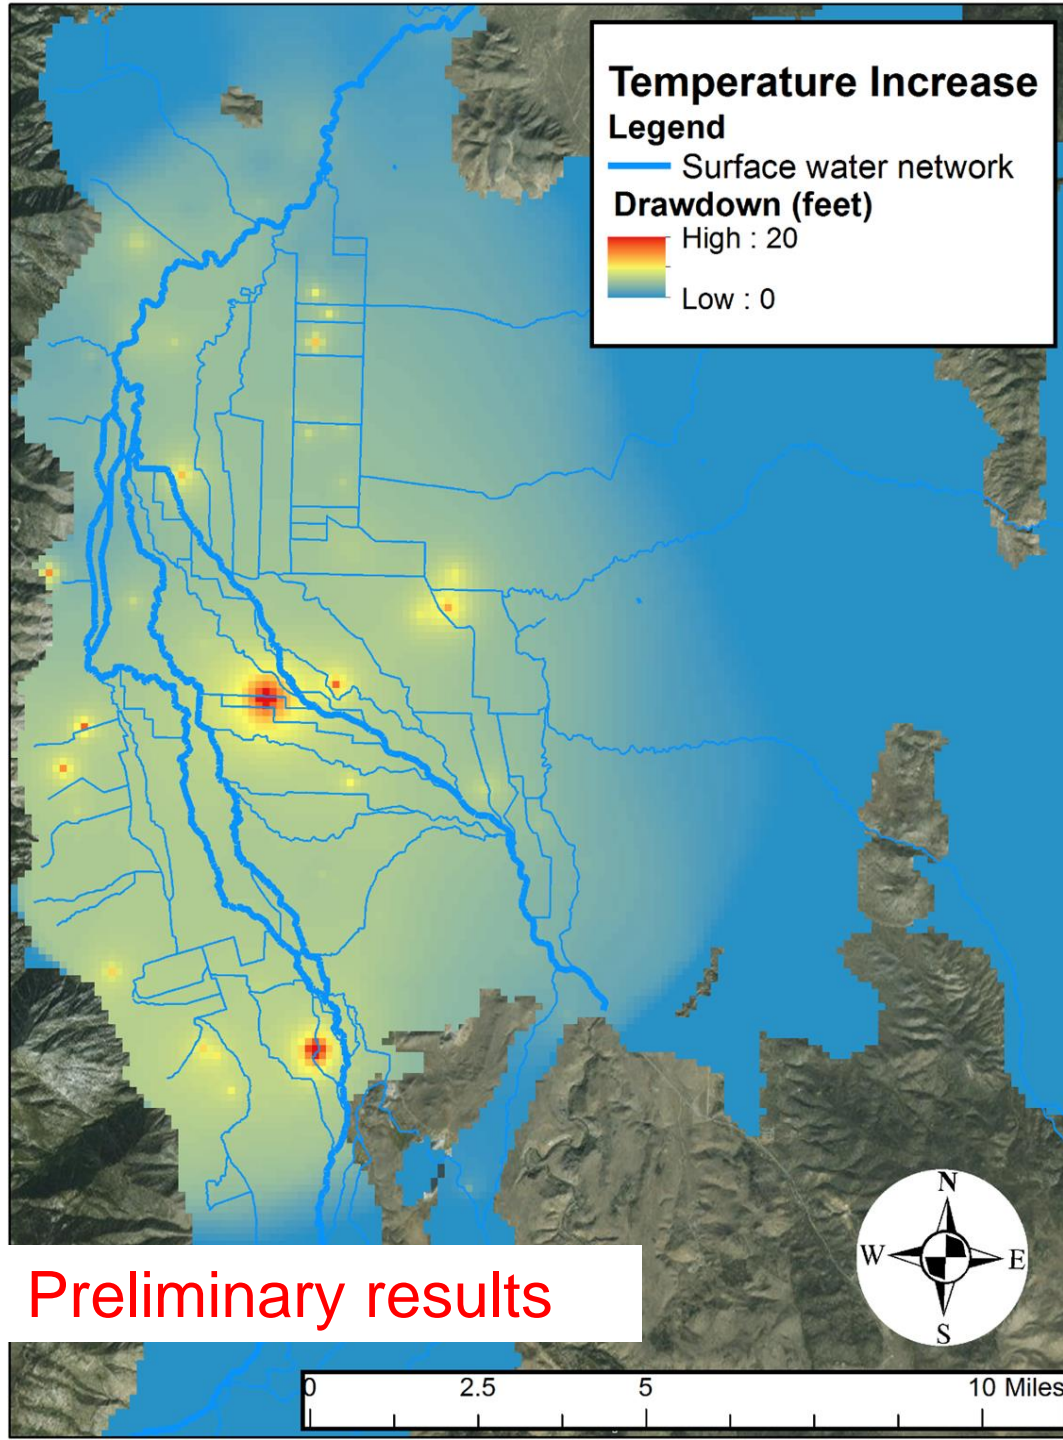 Temperature Increase
Legend
Surface water network
Drawdown (feet)
High : 20
Low : 0
N
W E
S
Preliminary results
0 2.5 5 10 Miles